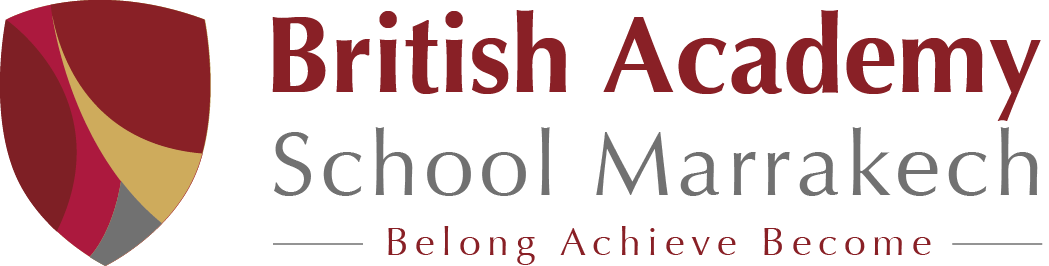 British Academy
School Marrakech
Belong Achieve Become